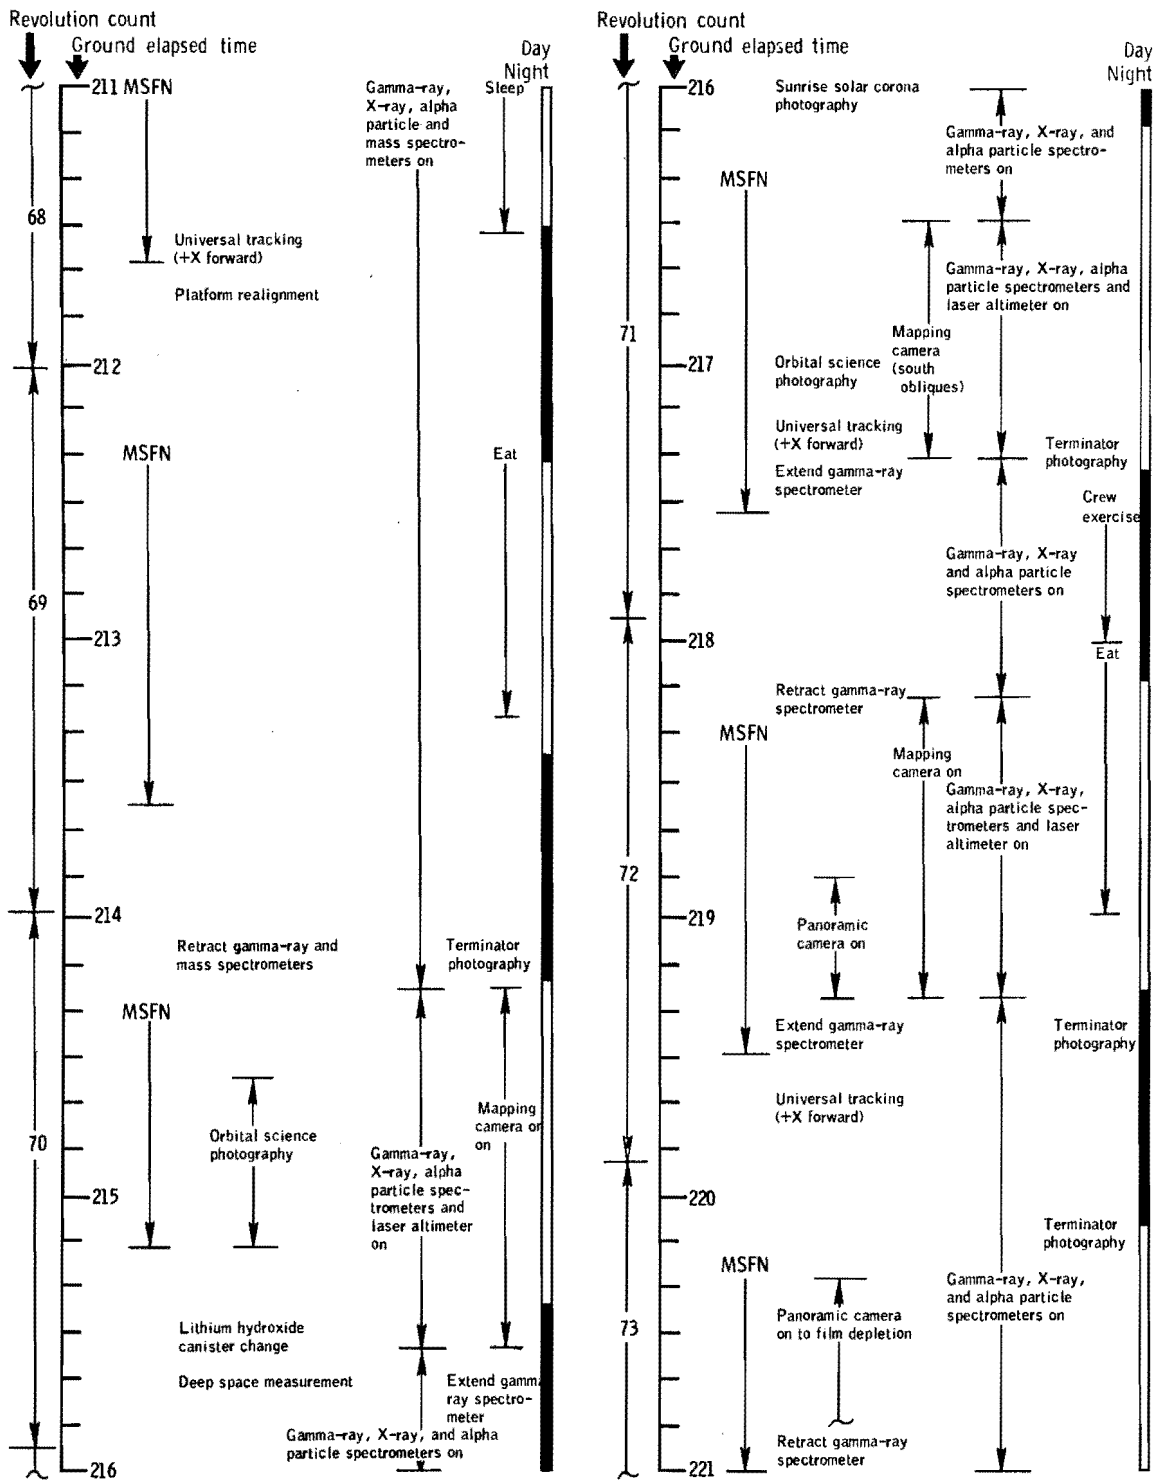 Revolution count
Ground elapsed time
Day
Night
211 MSFN
Gamma-ray,
X-ray, alpha
particle and
mass spectro-
meters on
Sleep
68
Universal tracking
(+X forward)
Platform realignment
212
MSFN
Eat
69
213
214
Retract gamma-ray and
mass spectrometers
Terminator
photography
MSFN
70
Orbital science
photography
Mapping
camera on
on
Gamma-ray,
X-ray, alpha
particle spec-
trometers and
laser altimeter
on
215
Lithium hydroxide
canister change
Deep space measurement
Extend gamma
ray spectro-
meter
Gamma-ray, X-ray, and alpha
particle spectrometers on
216
Revolution count
Ground elapsed time
Day
Night
216
Sunrise solar corona
photography
Gamma-ray, X-ray, and
alpha particle spectro-
meters on
MSFN
Gamma-ray, X-ray, alpha
particle spectrometers and
laser altimeter on
71
Mapping
camera
(south
obliques)
217
Orbital science
photography
Universal tracking
(+X forward)
Terminator
photography
Extend gamma-ray
spectrometer
Crew
exercise
Gamma-ray, X-ray
and alpha particle
spectrometers on
218
Eat
Retract gamma-ray
spectrometer
MSFN
Mapping
camera on
Gamma-ray, X-ray,
alpha particle spec-
trometers and laser
altimeter on
72
219
Panoramic
camera on
Extend gamma-ray
spectrometer
Terminator
photography
Universal tracking
(+X forward)
220
Terminator
photography
MSFN
Gamma-ray, X-ray,
and alpha particle
spectrometers on
73
Panoramic camera
on to film depletion
Retract gamma-ray
spectrometer
221